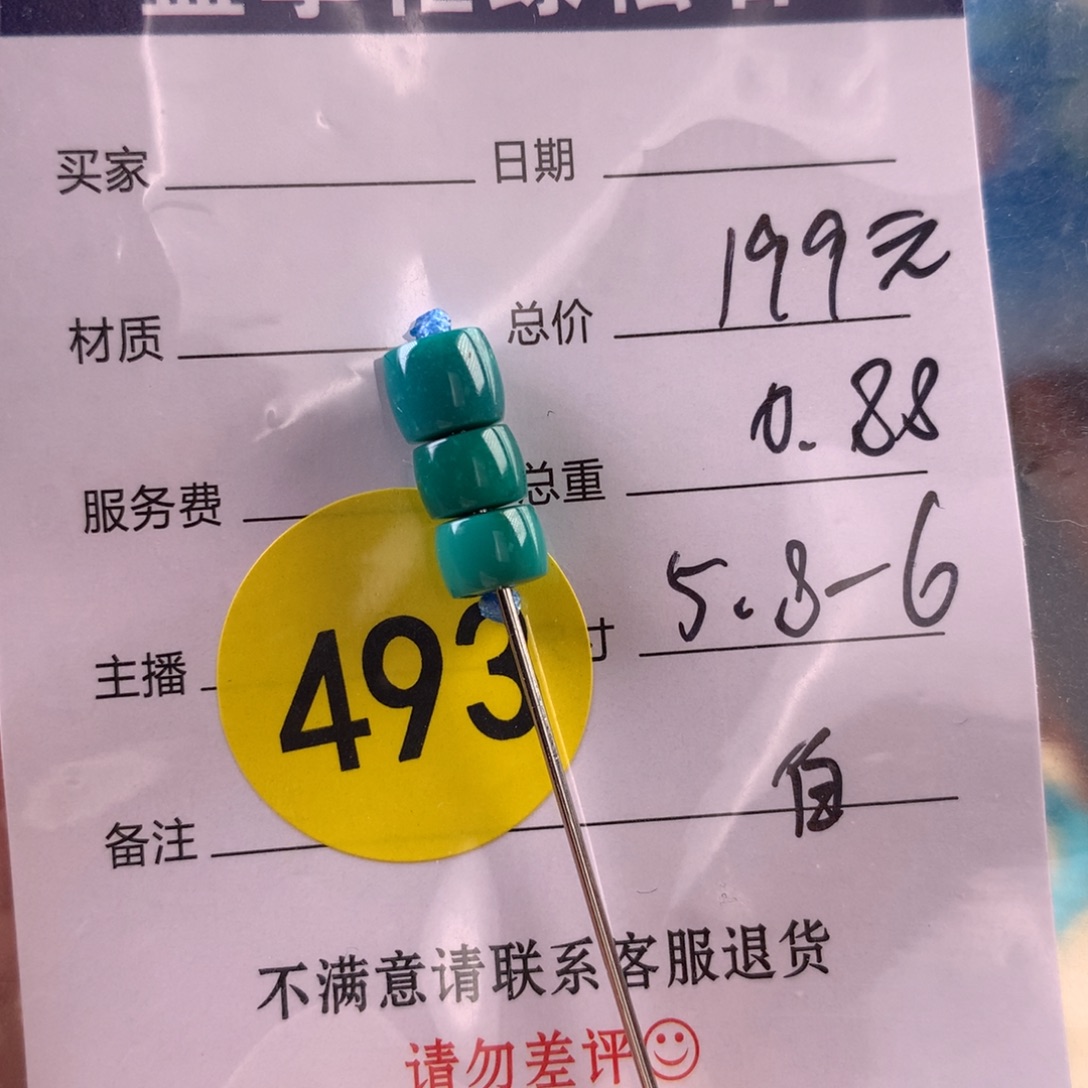 买家 日期
材质 总价 199元
服务费 总重 0.88
主播 寸 5.8-6
493
备注
不满意请联系客服退货
请勿差评